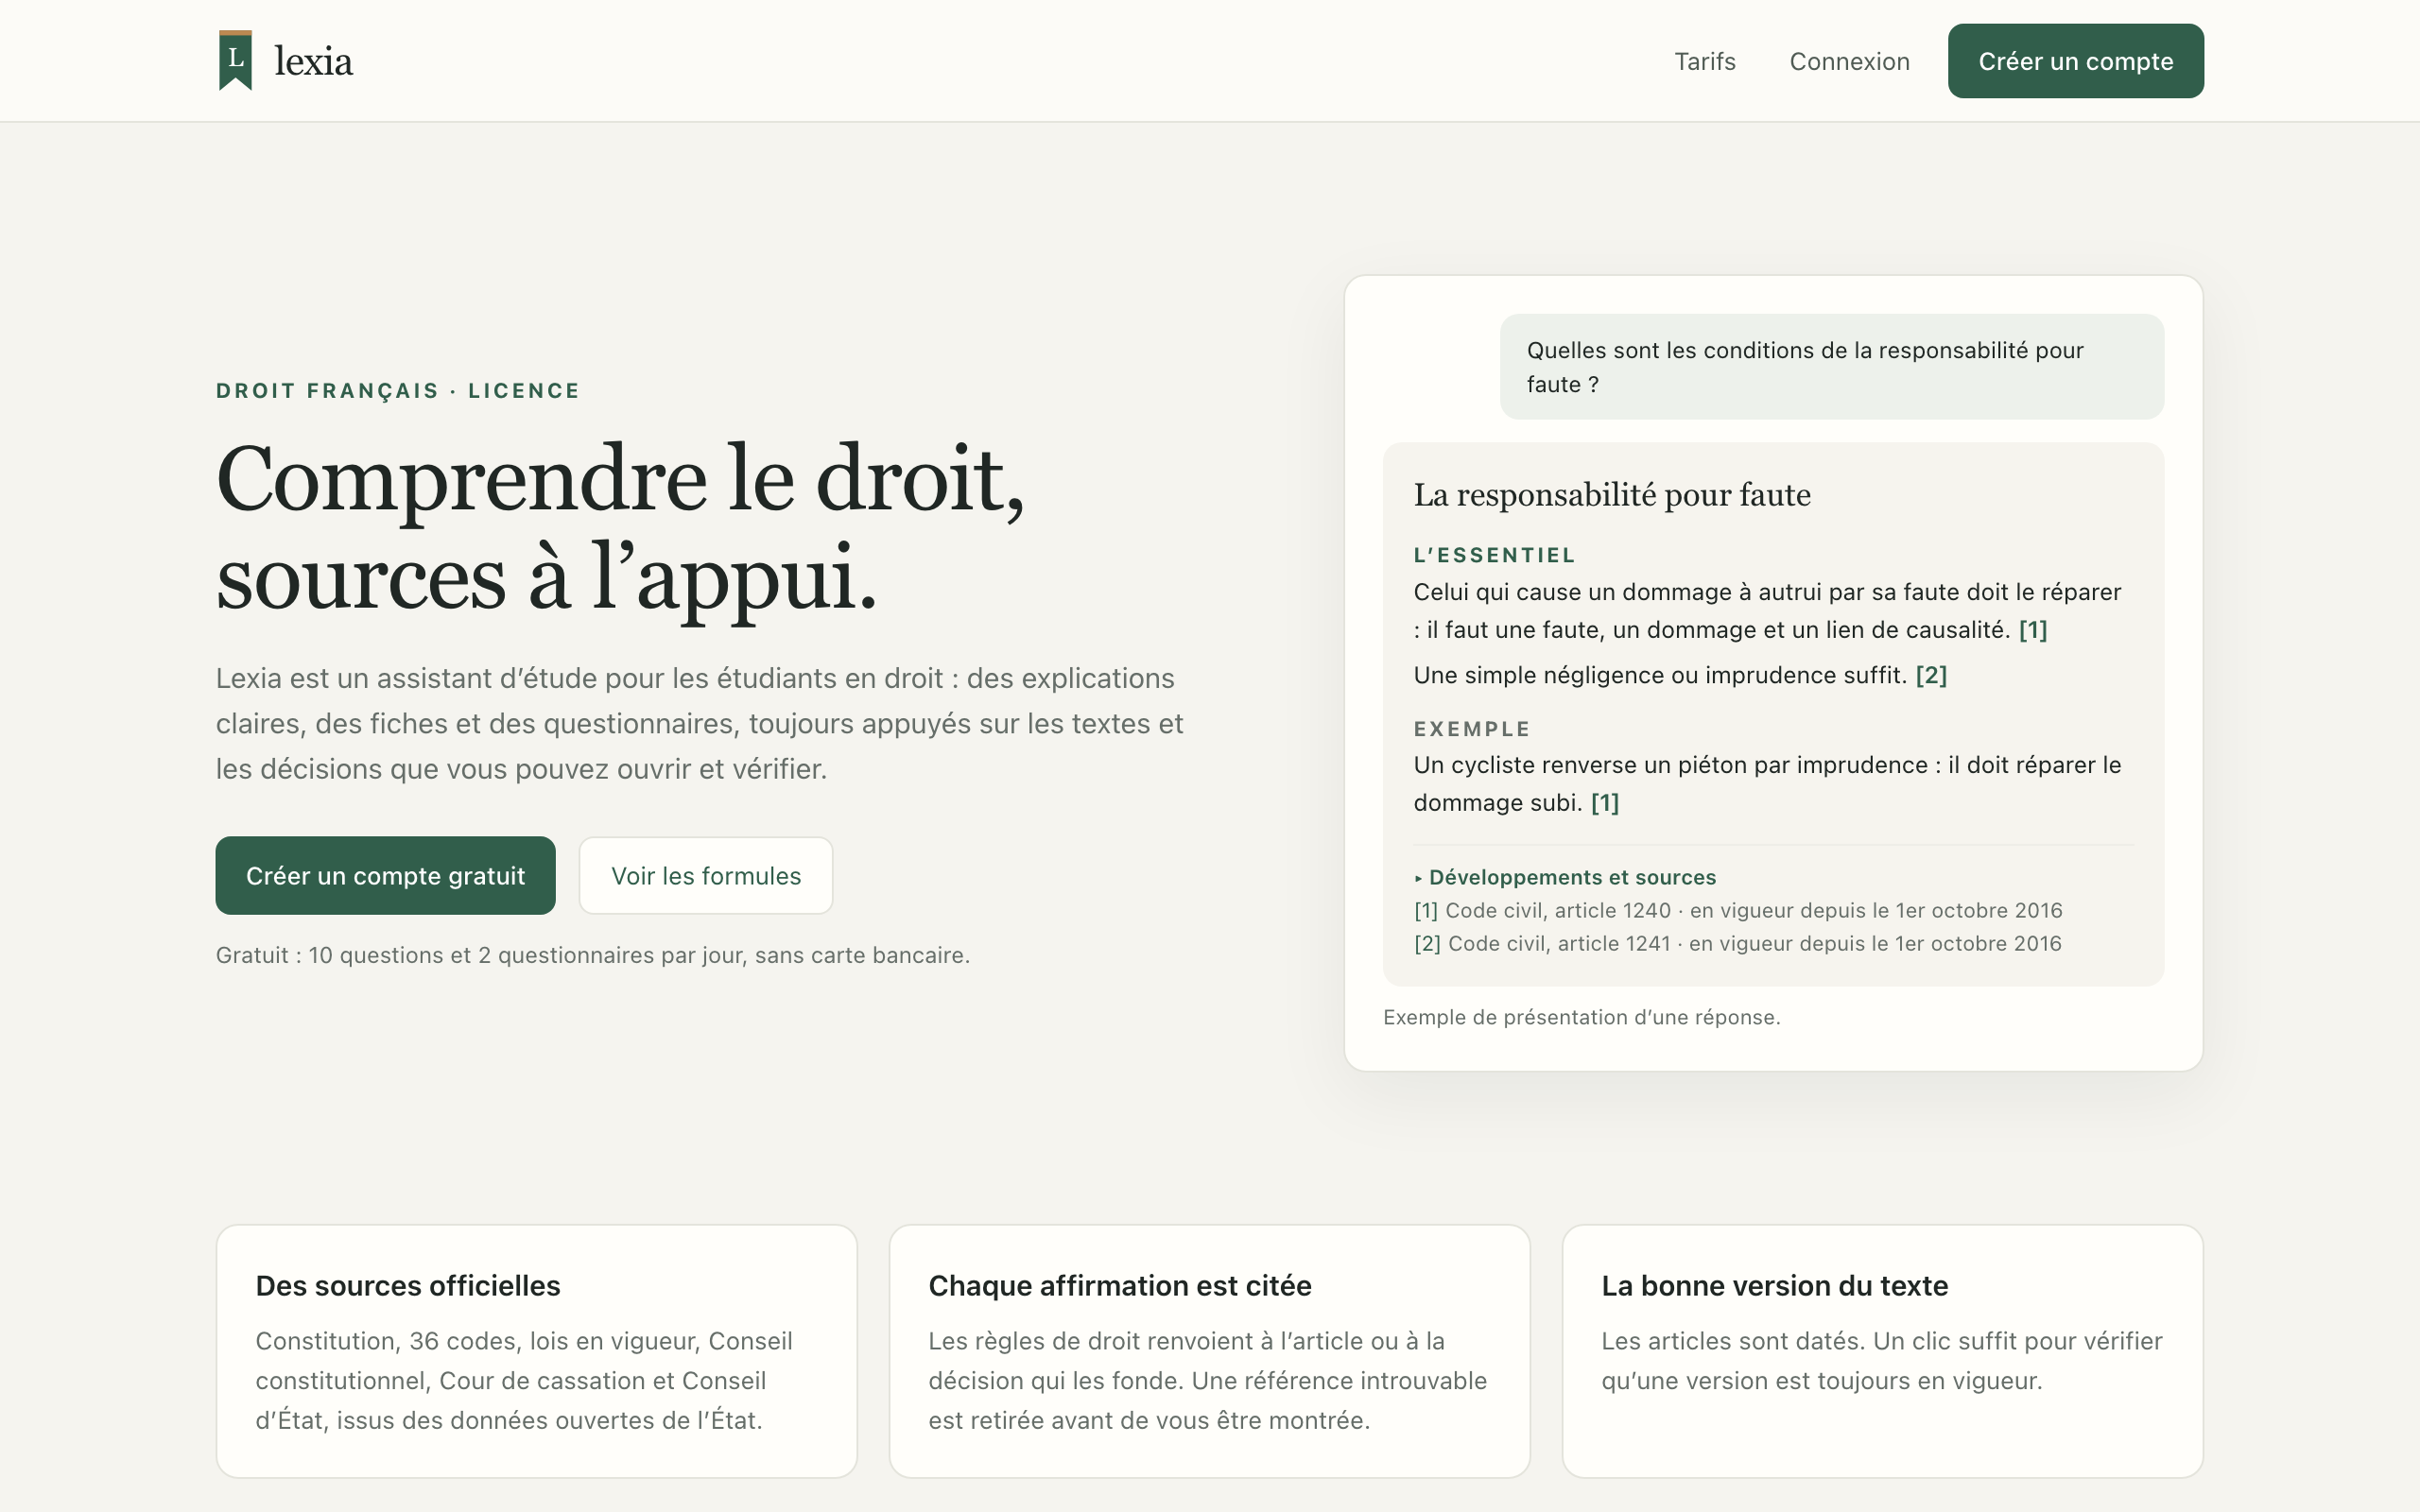 L lexia
Tarifs
Connexion
Créer un compte
DROIT FRANÇAIS · LICENCE
Comprendre le droit,
sources à l’appui.
Lexia est un assistant d’étude pour les étudiants en droit : des explications
claires, des fiches et des questionnaires, toujours appuyés sur les textes et
les décisions que vous pouvez ouvrir et vérifier.
Créer un compte gratuit
Voir les formules
Gratuit : 10 questions et 2 questionnaires par jour, sans carte bancaire.
Quelles sont les conditions de la responsabilité pour
faute ?
La responsabilité pour faute
L’ESSENTIEL
Celui qui cause un dommage à autrui par sa faute doit le réparer
: il faut une faute, un dommage et un lien de causalité. [1]
Une simple négligence ou imprudence suffit. [2]
EXEMPLE
Un cycliste renverse un piéton par imprudence : il doit réparer le
dommage subi. [1]
▸ Développements et sources
[1] Code civil, article 1240 · en vigueur depuis le 1er octobre 2016
[2] Code civil, article 1241 · en vigueur depuis le 1er octobre 2016
Exemple de présentation d’une réponse.
Des sources officielles
Constitution, 36 codes, lois en vigueur, Conseil
constitutionnel, Cour de cassation et Conseil
d’État, issus des données ouvertes de l’État.
Chaque affirmation est citée
Les règles de droit renvoient à l’article ou à la
décision qui les fonde. Une référence introuvable
est retirée avant de vous être montrée.
La bonne version du texte
Les articles sont datés. Un clic suffit pour vérifier
qu’une version est toujours en vigueur.